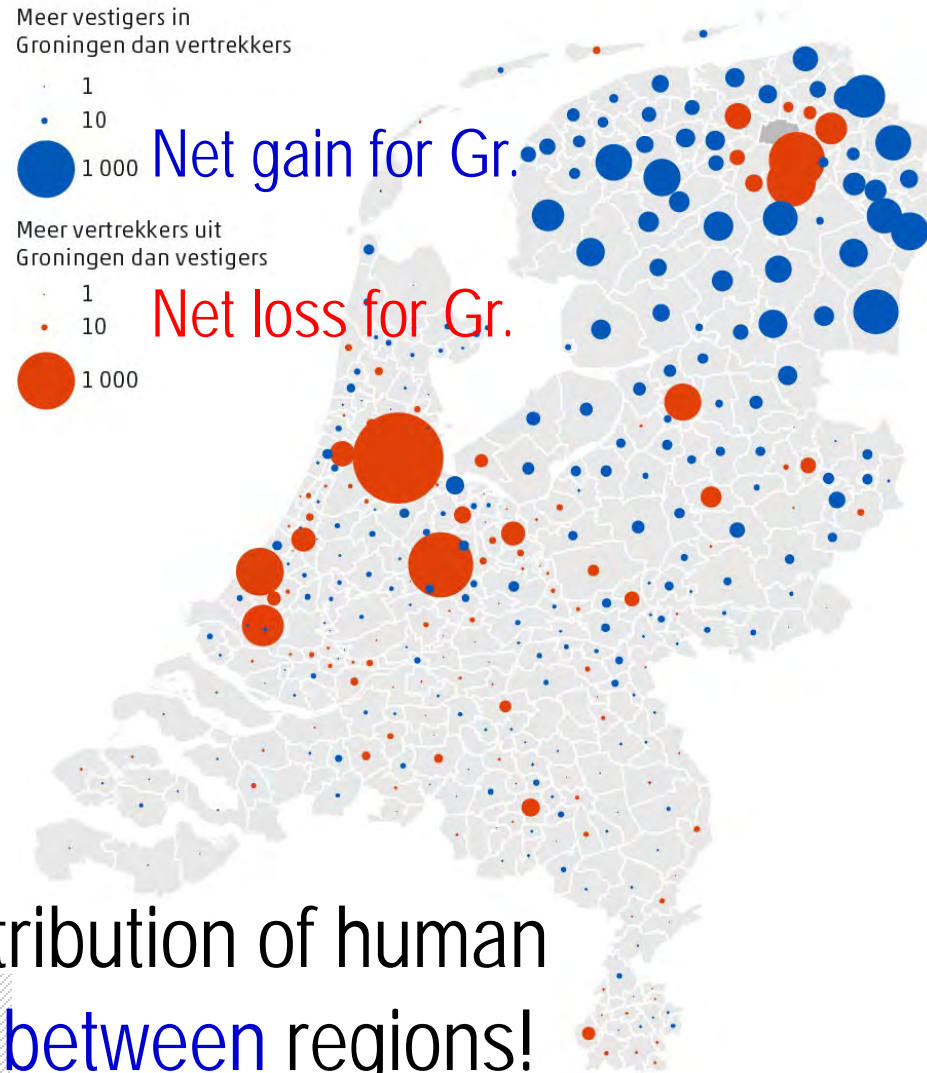 Meer vestigers in
Groningen dan vertrekkers
1
10
1 000
Net gain for Gr.
Meer vertrekkers uit
Groningen dan vestigers
1
10
1 000
Net loss for Gr.
tribution of human
between regions!